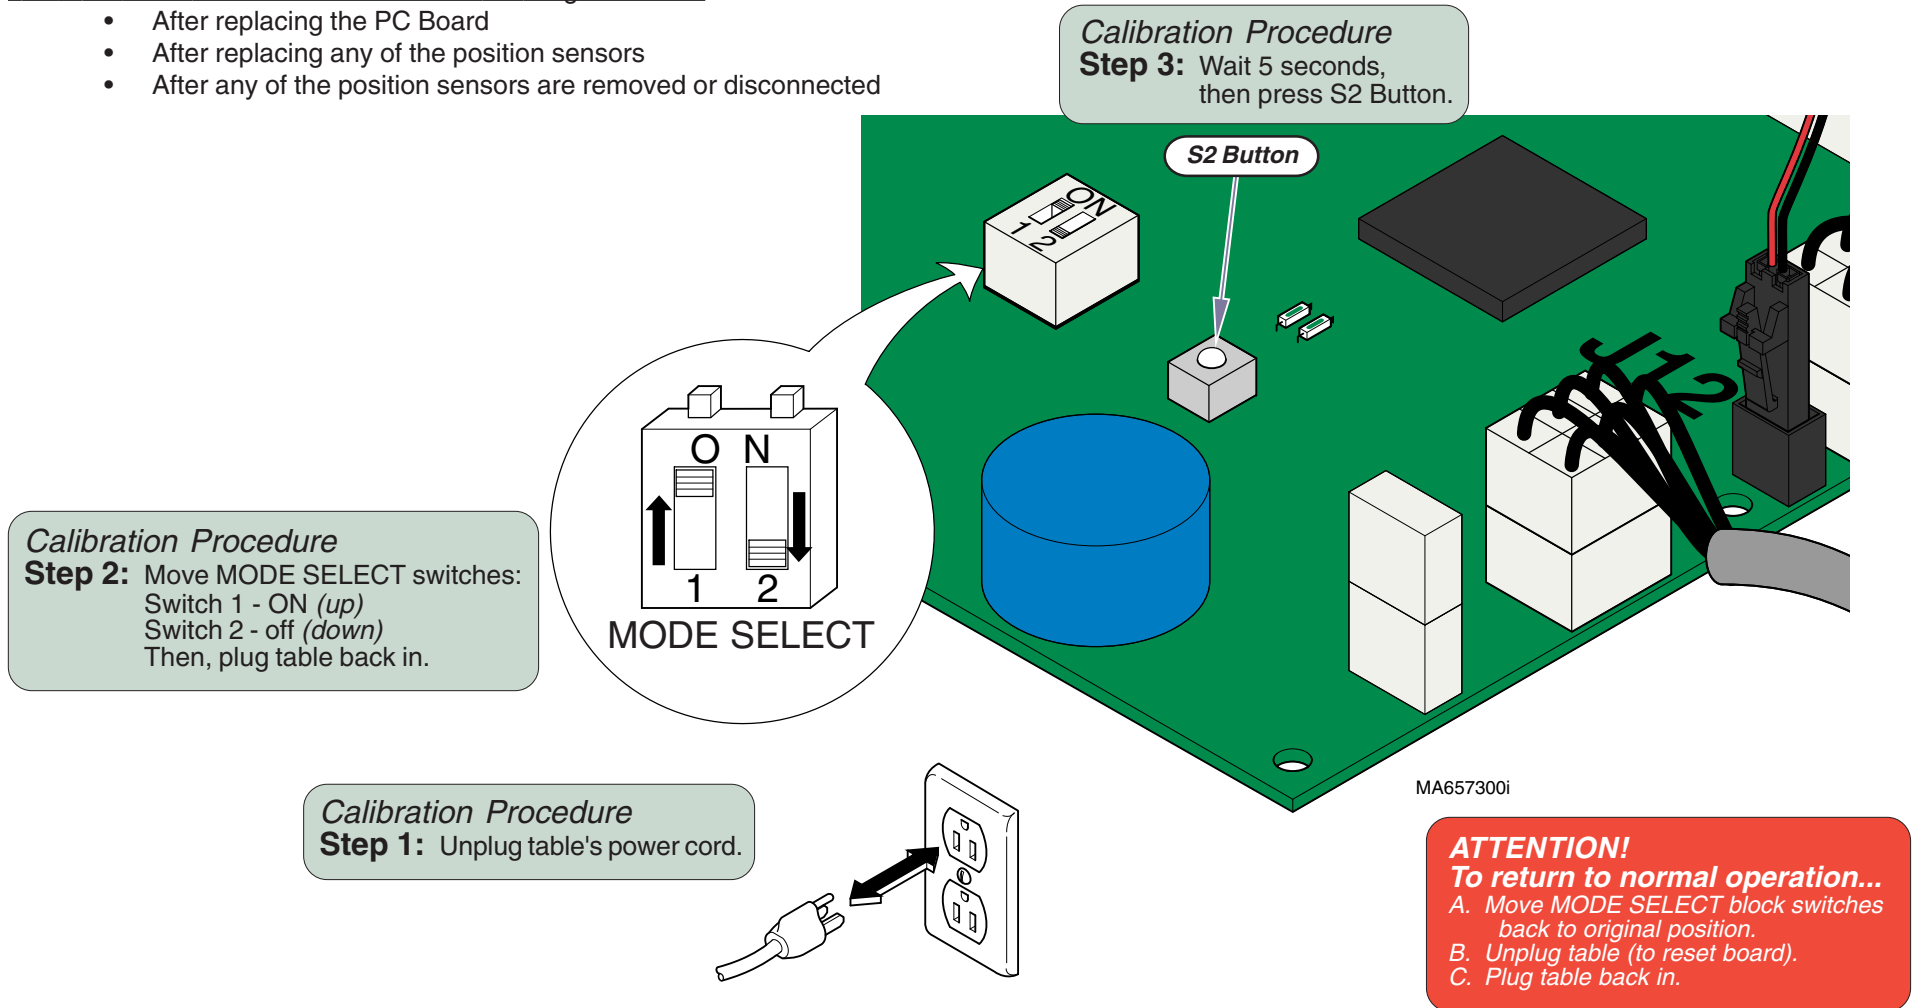 • After replacing the PC Board
• After replacing any of the position sensors
• After any of the position sensors are removed or disconnected
Calibration Procedure
Step 3: Wait 5 seconds,
then press S2 Button.
S2 Button
ON
1 2
J12
O N
1 2
MODE SELECT
Calibration Procedure
Step 2: Move MODE SELECT switches:
Switch 1 - ON (up)
Switch 2 - off (down)
Then, plug table back in.
Calibration Procedure
Step 1: Unplug table's power cord.
MA657300i
ATTENTION!
To return to normal operation...
A. Move MODE SELECT block switches
back to original position.
B. Unplug table (to reset board).
C. Plug table back in.